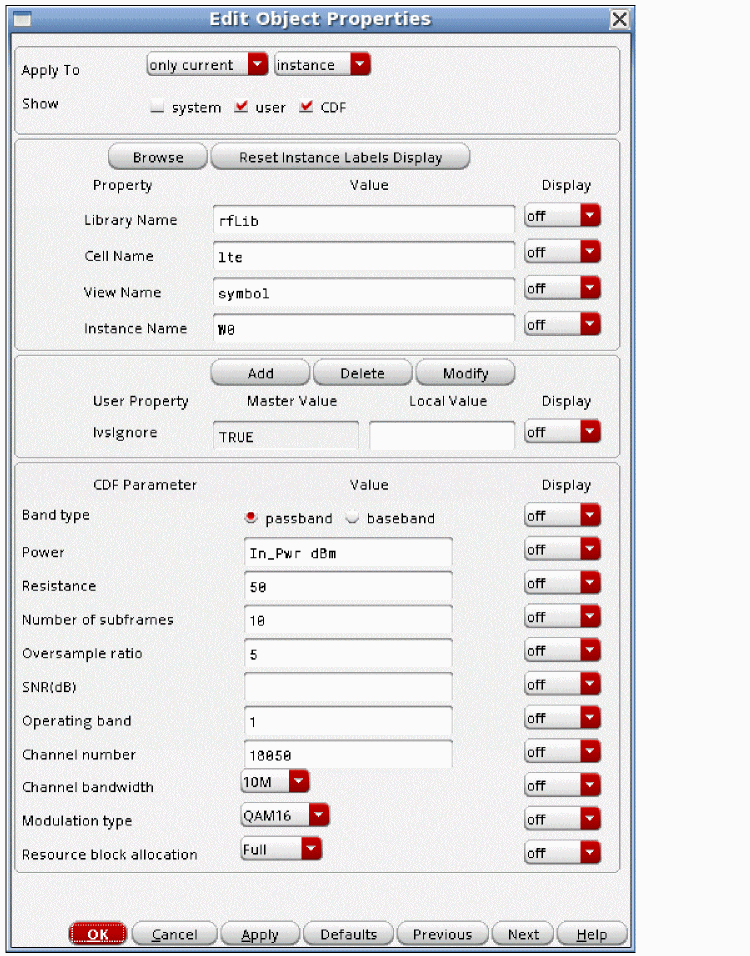 Edit Object Properties
Apply To only current instance
Show system user CDF
Browse Reset Instance Labels Display
Property Value Display
Library Name rfLib off
Cell Name lte off
View Name symbol off
Instance Name W0 off
Add Delete Modify
User Property Master Value Local Value Display
lvsIgnore TRUE off
CDF Parameter Value Display
Band type passband baseband off
Power In_Pwr dBm off
Resistance 50 off
Number of subframes 10 off
Oversample ratio 5 off
SNR(dB) off
Operating band 1 off
Channel number 18050 off
Channel bandwidth 10M off
Modulation type QAM16 off
Resource block allocation Full off
OK Cancel Apply Defaults Previous Next Help